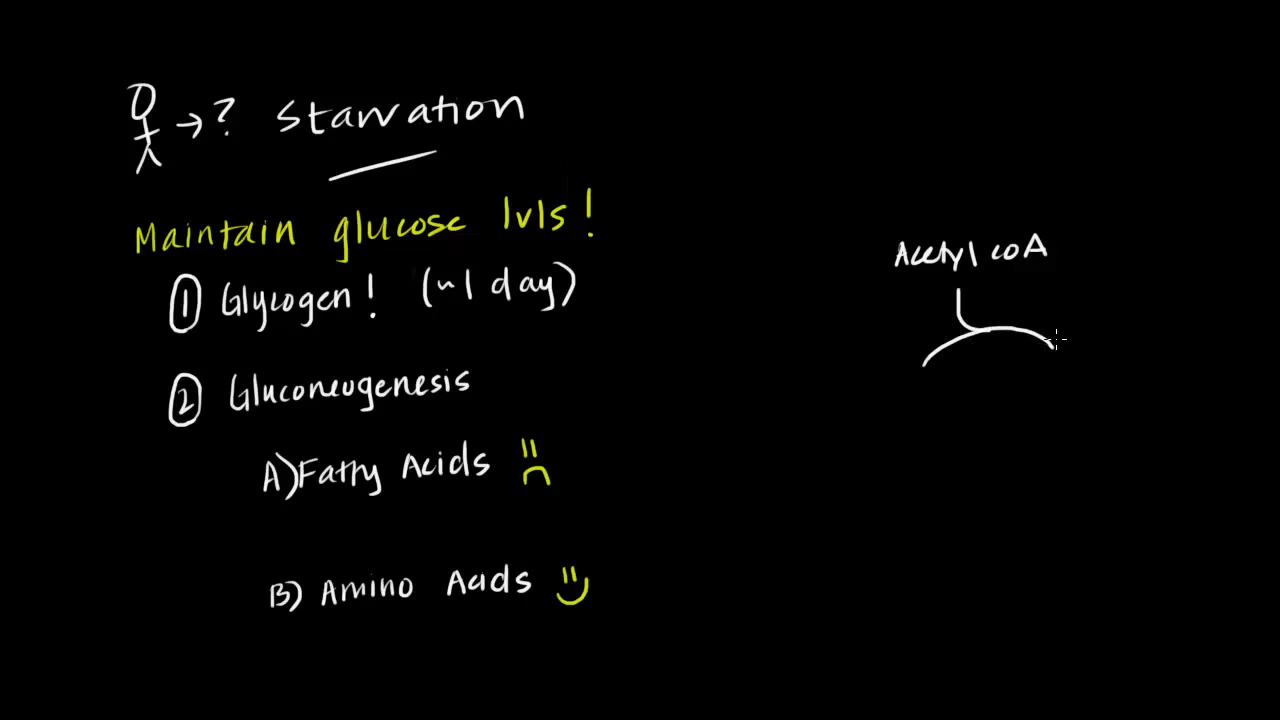 →? Starvation
Maintain glucose lvls!
① Glycogen! (~1 day)
② Gluconeogenesis
A) Fatty Acids
B) Amino Acids
Acetyl coA